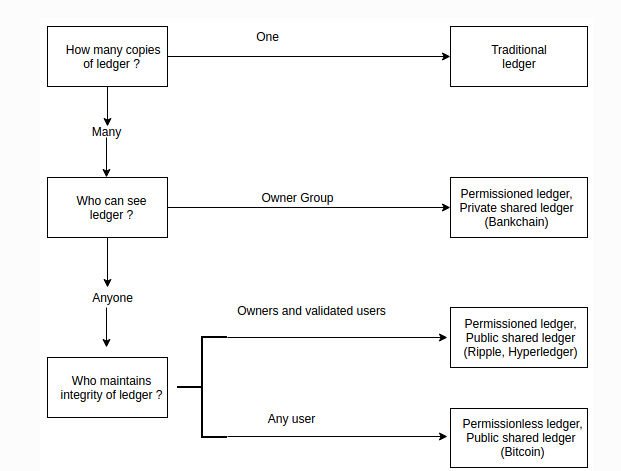 How many copies
of ledger ?
One
Traditional
ledger
Many
Who can see
ledger ?
Owner Group
Permissioned ledger,
Private shared ledger
(Bankchain)
Anyone
Owners and validated users
Permissioned ledger,
Public shared ledger
(Ripple, Hyperledger)
Who maintains
integrity of ledger ?
Any user
Permissionless ledger,
Public shared ledger
(Bitcoin)